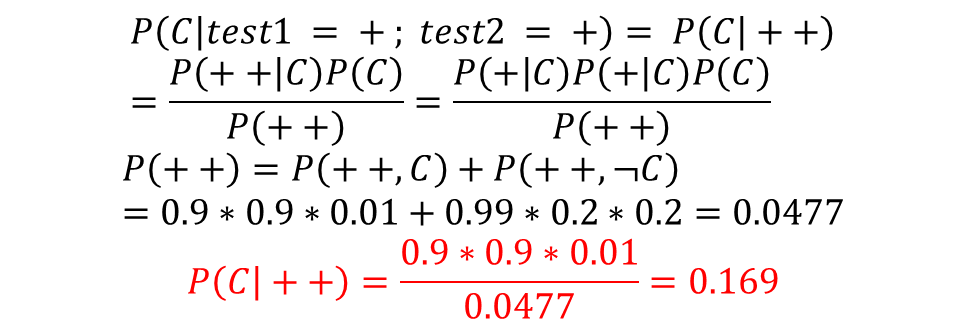 P(C|test1 = + ; test2 = +) = P(C| + +)
= P(+ +|C)P(C) / P(+ +) = P(+|C)P(+|C)P(C) / P(+ +)
P(+ +) = P(+ +, C) + P(+ +, ¬C)
= 0.9 ∗ 0.9 ∗ 0.01 + 0.99 ∗ 0.2 ∗ 0.2 = 0.0477
P(C| + +) = 0.9 ∗ 0.9 ∗ 0.01 / 0.0477 = 0.169